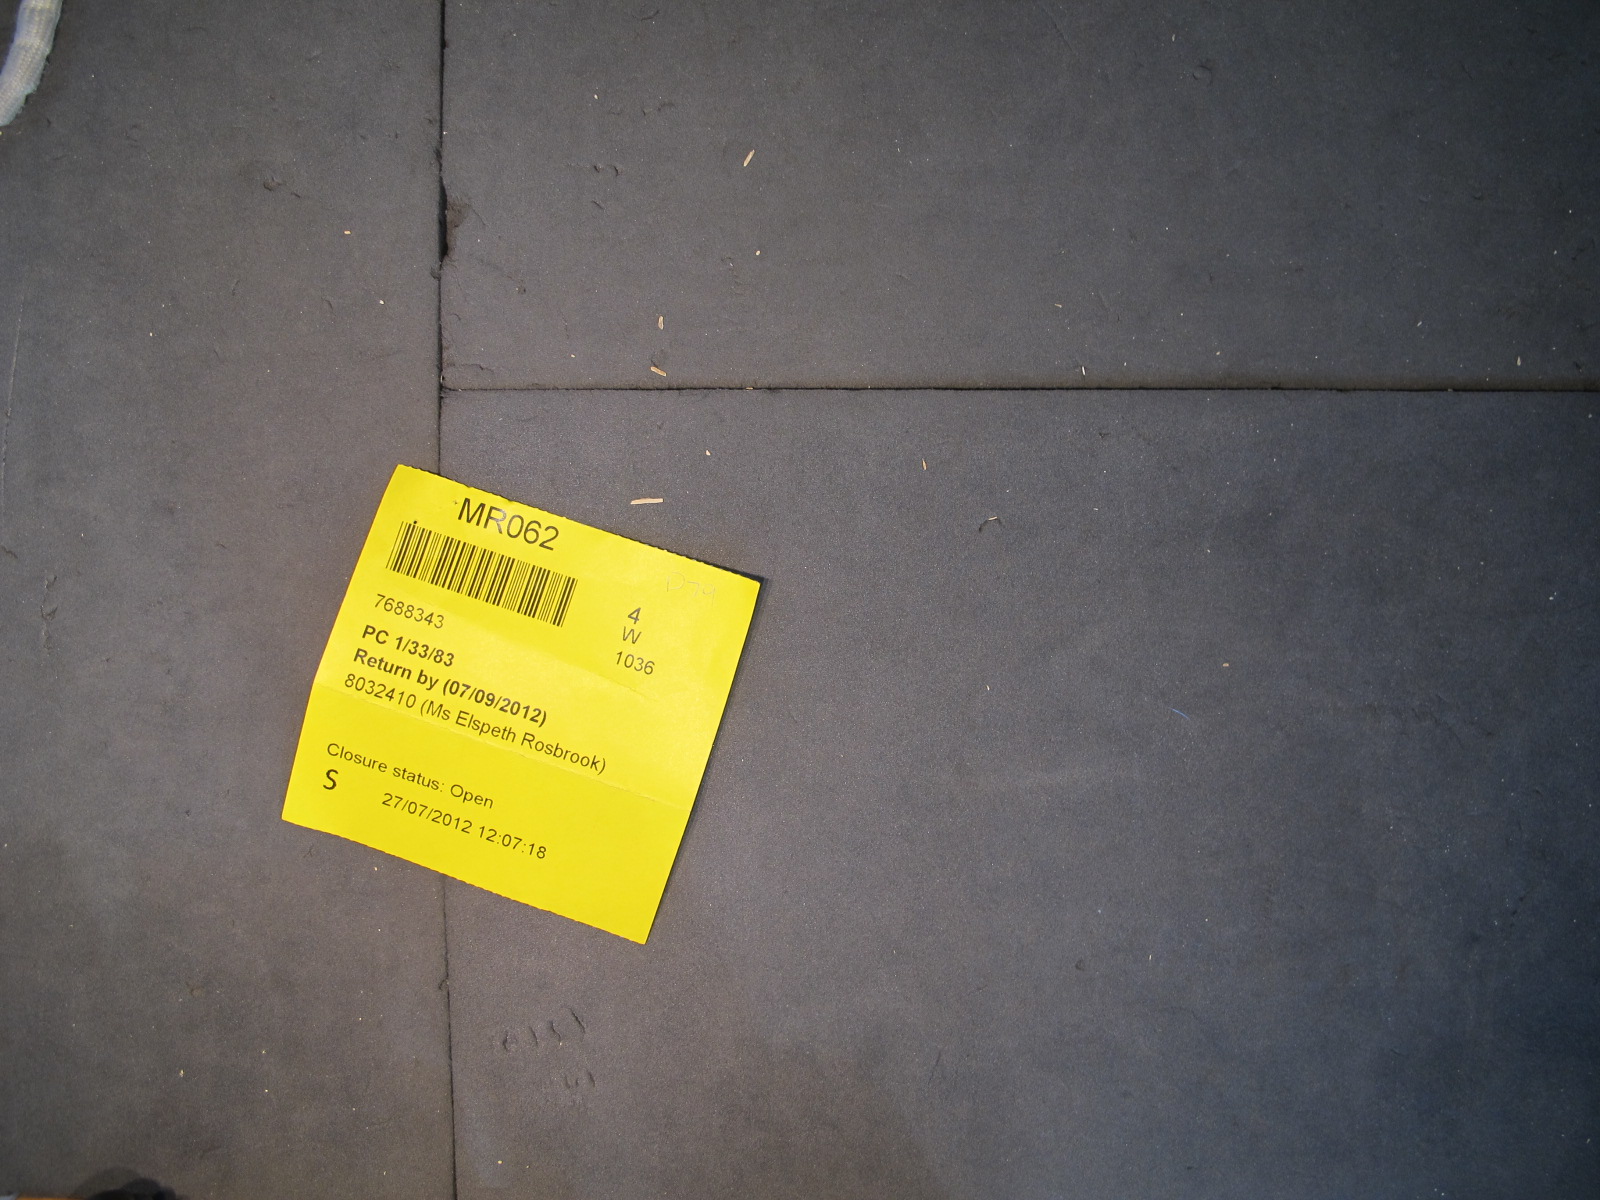 MR062
7688343
4
W
1036
PC 1/33/83
Return by (07/09/2012)
8032410 (Ms Elspeth Rosbrook)
Closure status: Open
S
27/07/2012 12:07:18